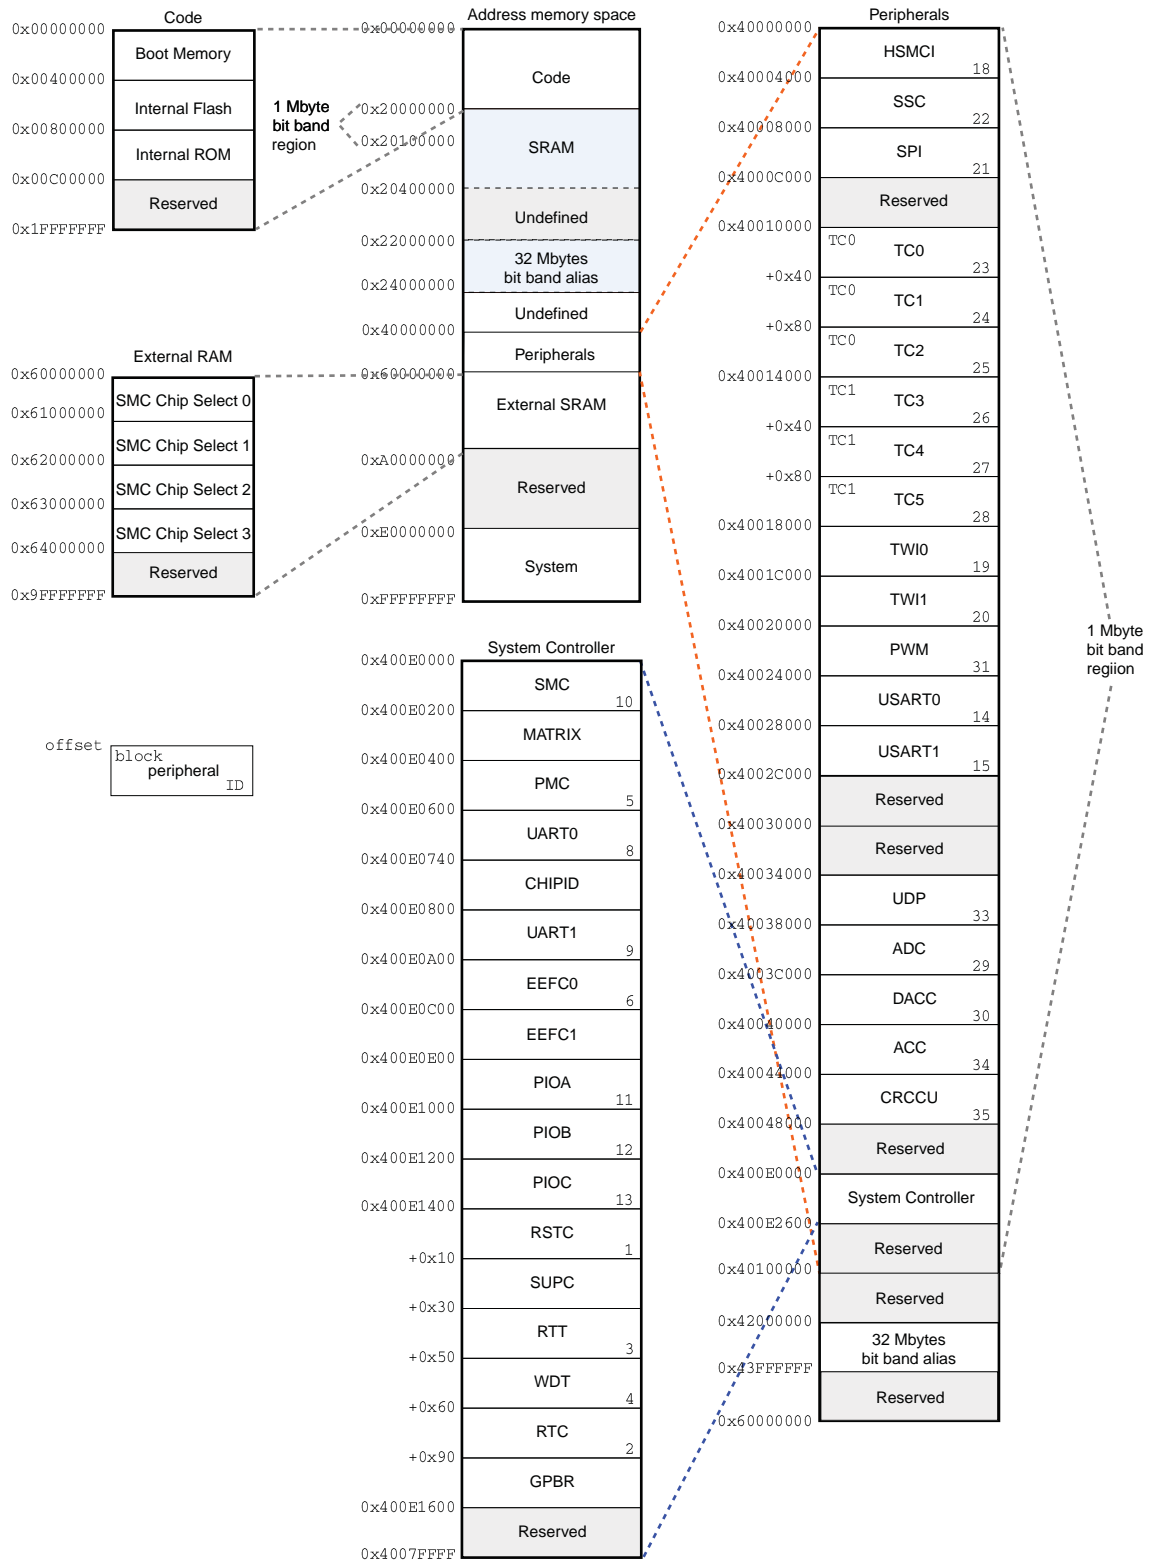 Code
0x00000000
Boot Memory
0x00400000
Internal Flash
0x00800000
Internal ROM
0x00C00000
Reserved
0x1FFFFFFF
1 Mbyte
bit band
region
External RAM
0x60000000
SMC Chip Select 0
0x61000000
SMC Chip Select 1
0x62000000
SMC Chip Select 2
0x63000000
SMC Chip Select 3
0x64000000
Reserved
0x9FFFFFFF
offset
block
peripheral
ID
Address memory space
0x00000000
Code
0x20000000
0x20100000
SRAM
0x20400000
Undefined
0x22000000
32 Mbytes
bit band alias
0x24000000
Undefined
0x40000000
Peripherals
0x60000000
External SRAM
0xA0000000
Reserved
0xE0000000
System
0xFFFFFFFF
System Controller
0x400E0000
SMC
10
0x400E0200
MATRIX
0x400E0400
PMC
5
0x400E0600
UART0
8
0x400E0740
CHIPID
0x400E0800
UART1
9
0x400E0A00
EEFC0
6
0x400E0C00
EEFC1
0x400E0E00
PIOA
11
0x400E1000
PIOB
12
0x400E1200
PIOC
13
0x400E1400
RSTC
1
+0x10
SUPC
+0x30
RTT
3
+0x50
WDT
4
+0x60
RTC
2
+0x90
GPBR
0x400E1600
Reserved
0x4007FFFF
Peripherals
0x40000000
HSMCI
18
0x40004000
SSC
22
0x40008000
SPI
21
0x4000C000
Reserved
0x40010000
TC0
TC0
23
+0x40
TC0
TC1
24
+0x80
TC0
TC2
25
0x40014000
TC1
TC3
26
+0x40
TC1
TC4
27
+0x80
TC1
TC5
28
0x40018000
TWI0
19
0x4001C000
TWI1
20
0x40020000
PWM
31
0x40024000
USART0
14
0x40028000
USART1
15
0x4002C000
Reserved
0x40030000
Reserved
0x40034000
UDP
33
0x40038000
ADC
29
0x4003C000
DACC
30
0x40040000
ACC
34
0x40044000
CRCCU
35
0x40048000
Reserved
0x400E0000
System Controller
0x400E2600
Reserved
0x40100000
Reserved
0x42000000
32 Mbytes
bit band alias
0x43FFFFFF
Reserved
0x60000000
1 Mbyte
bit band
regiion